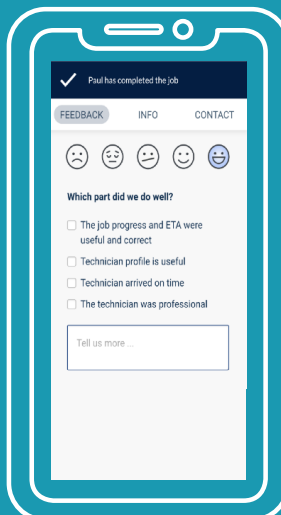 Paul has completed the job
FEEDBACK INFO CONTACT
Which part did we do well?
The job progress and ETA were
useful and correct
Technician profile is useful
Technician arrived on time
The technician was professional
Tell us more ...